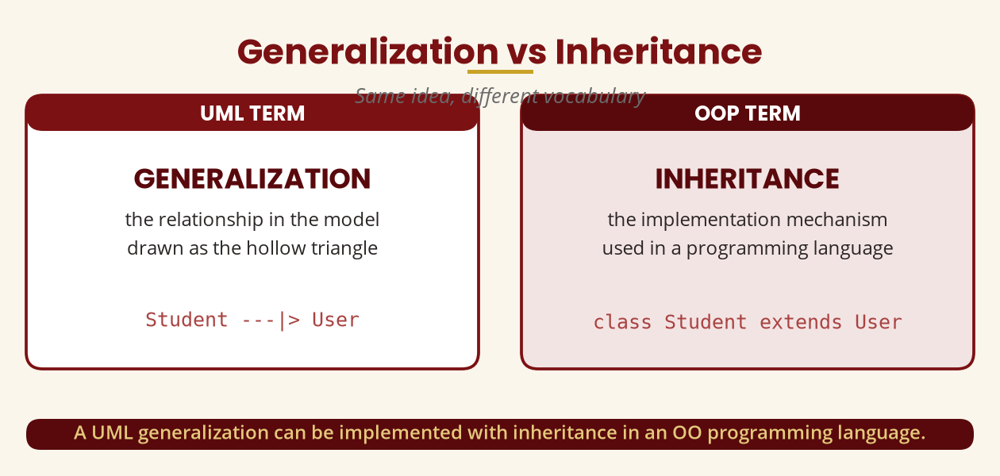 Generalization vs Inheritance
Same idea, different vocabulary
UML TERM
GENERALIZATION
the relationship in the model
drawn as the hollow triangle
Student ---|> User
OOP TERM
INHERITANCE
the implementation mechanism
used in a programming language
class Student extends User
A UML generalization can be implemented with inheritance in an OO programming language.